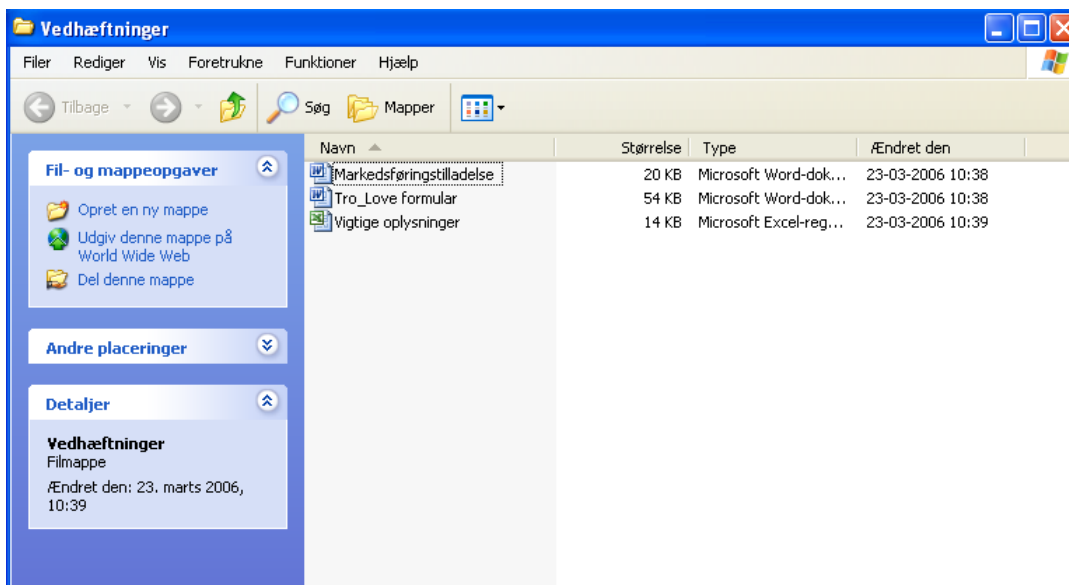 Vedhæftninger
Filer Rediger Vis Foretrukne Funktioner Hjælp
Tilbage Søg Mapper
Fil- og mappeopgaver
Opret en ny mappe
Udgiv denne mappe på
World Wide Web
Del denne mappe
Andre placeringer
Detaljer
Vedhæftninger
Filmappe
Ændret den: 23. marts 2006,
10:39
Navn Størrelse Type Ændret den
Markedsføringstilladelse 20 KB Microsoft Word-dok... 23-03-2006 10:38
Tro_Love formular 54 KB Microsoft Word-dok... 23-03-2006 10:38
Vigtige oplysninger 14 KB Microsoft Excel-reg... 23-03-2006 10:39